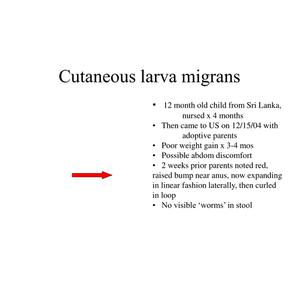 Cutaneous larva migrans
• 12 month old child from Sri Lanka,
nursed x 4 months
• Then came to US on 12/15/04 with
adoptive parents
• Poor weight gain x 3-4 mos
• Possible abdom discomfort
• 2 weeks prior parents noted red,
raised bump near anus, now expanding
in linear fashion laterally, then curled
in loop
• No visible ‘worms’ in stool